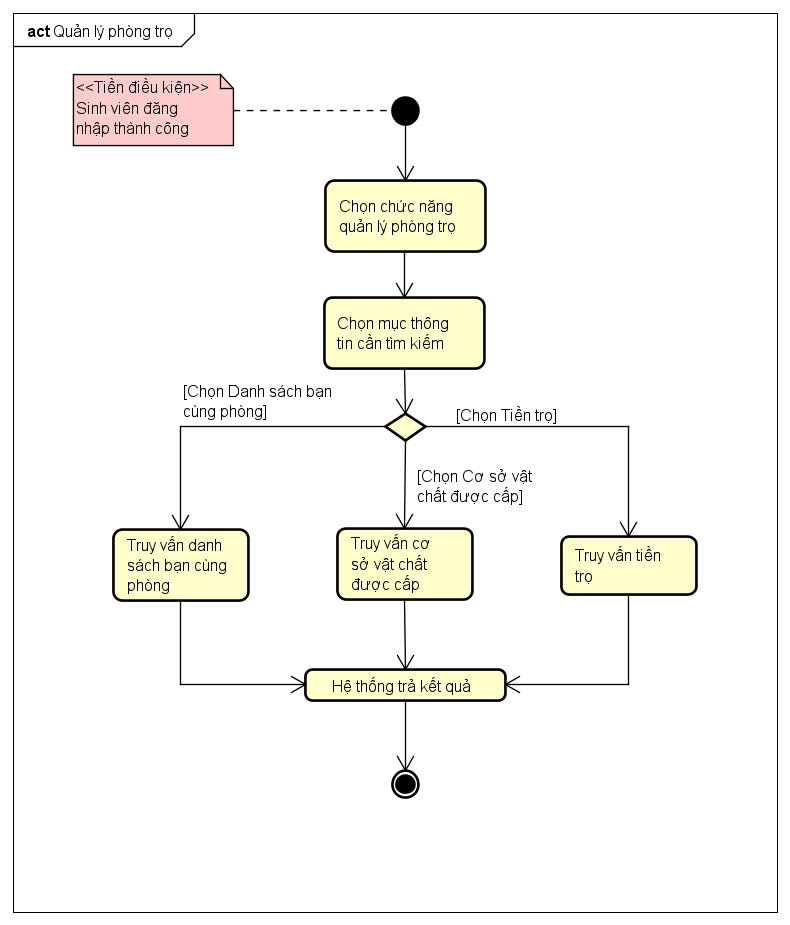 act Quản lý phòng trọ
<<Tiền điều kiện>>
Sinh viên đăng
nhập thành công
Chọn chức năng
quản lý phòng trọ
Chọn mục thông
tin cần tìm kiếm
[Chọn Danh sách bạn
cùng phòng]
[Chọn Tiền trọ]
[Chọn Cơ sở vật
chất được cấp]
Truy vấn danh
sách bạn cùng
phòng
Truy vấn cơ
sở vật chất
được cấp
Truy vấn tiền
trọ
Hệ thống trả kết quả